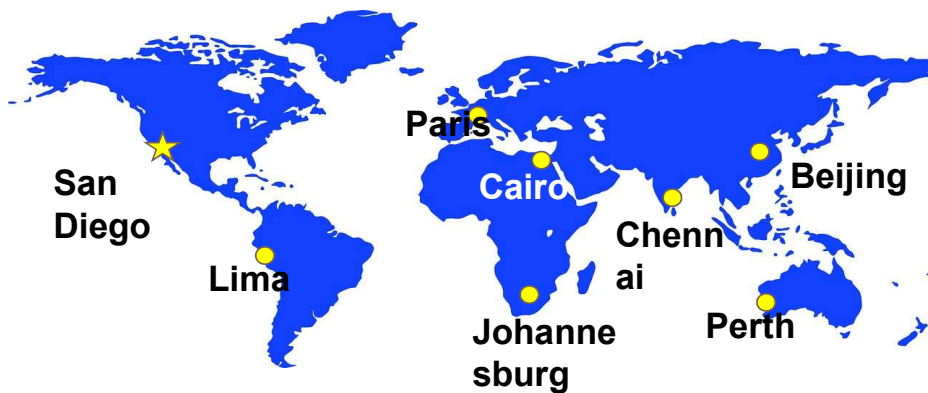 Paris
San
Diego
Cairo
Beijing
Lima
Chenn
ai
Johanne
sburg
Perth